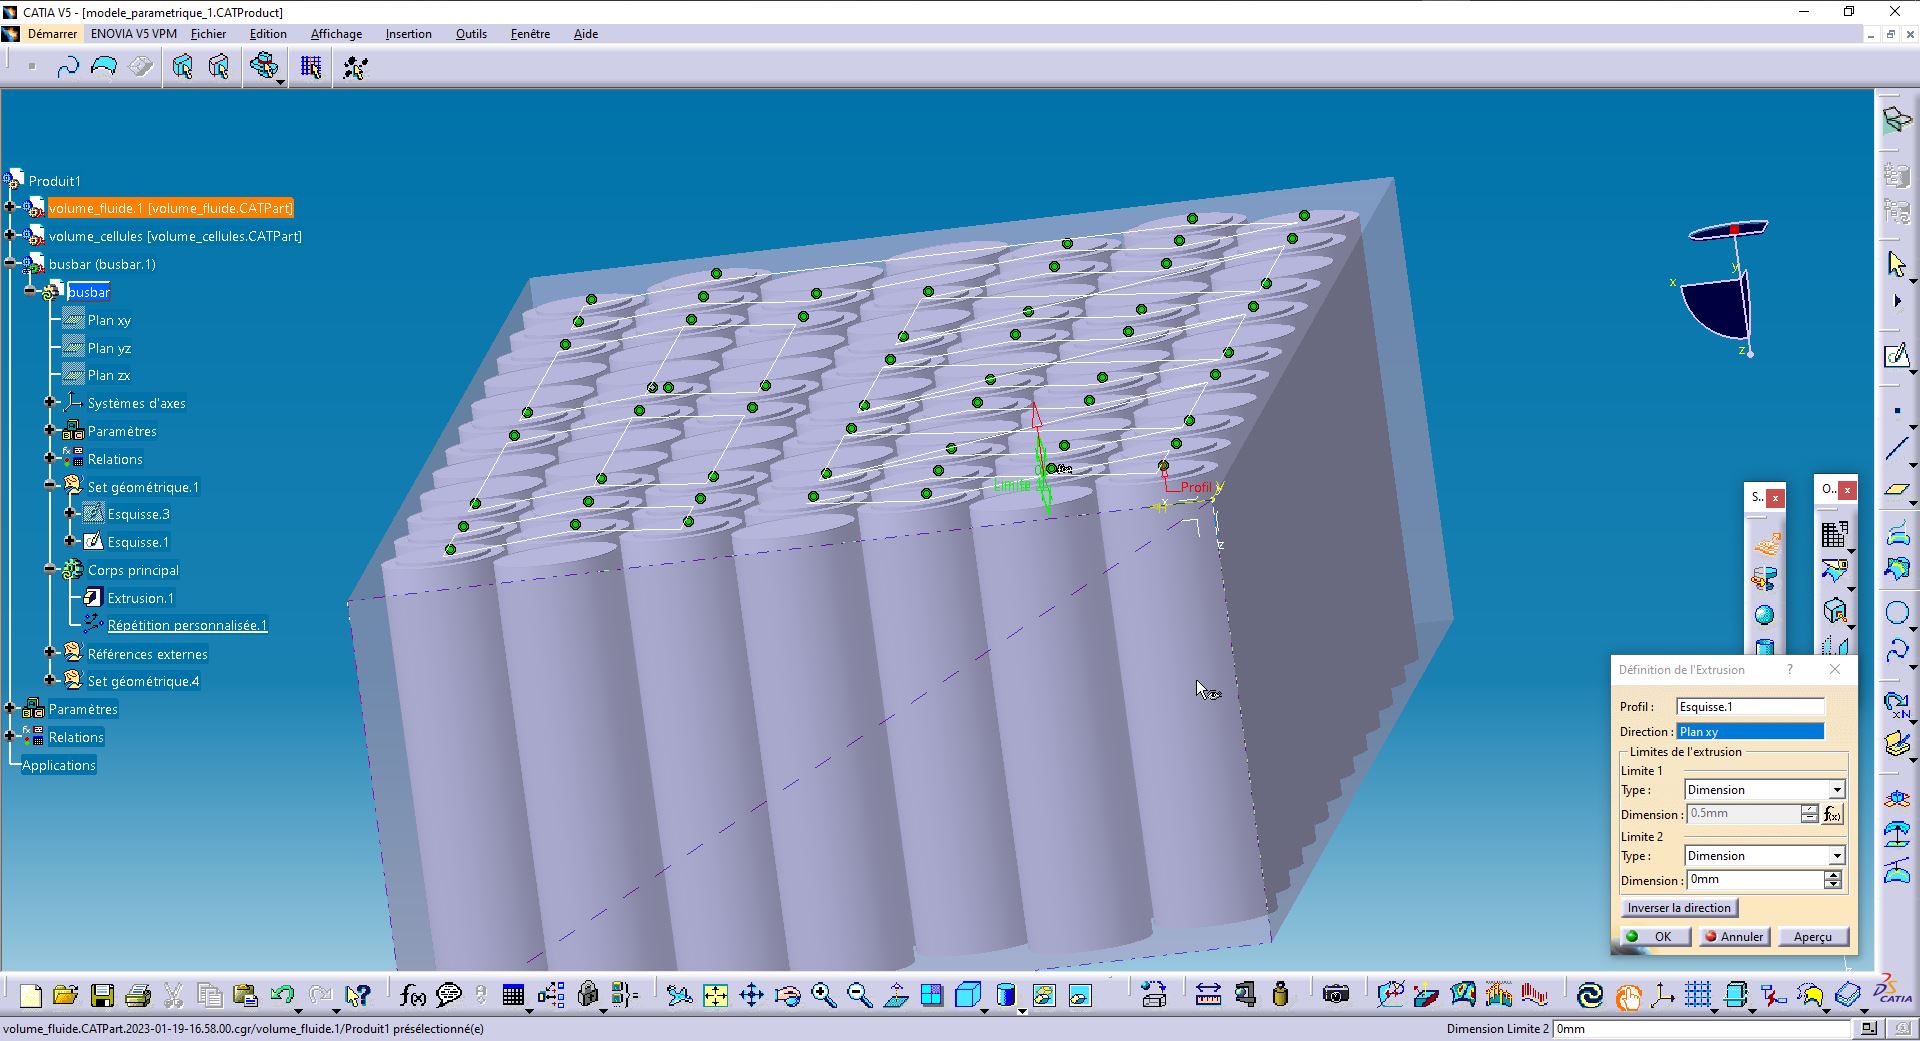 CATIA V5 - [modele_parametrique_1.CATProduct]
Démarrer ENOVIA V5 VPM Fichier Edition Affichage Insertion Outils Fenêtre Aide
Produit1
volume_fluide.1 [volume_fluide.CATPart]
volume_cellules [volume_cellules.CATPart]
busbar (busbar.1)
busbar
Plan xy
Plan yz
Plan zx
Systèmes d'axes
Paramètres
Relations
Set géométrique.1
Esquisse.3
Esquisse.1
Corps principal
Extrusion.1
Répétition personnalisée.1
Références externes
Set géométrique.4
Paramètres
Relations
Applications
x
y
z
Limite
Profil
y
x
z
S..
O..
Définition de l'Extrusion ?
Profil : Esquisse.1
Direction : Plan xy
Limites de l'extrusion
Limite 1
Type : Dimension
Dimension : 0.5mm f(x)
Limite 2
Type : Dimension
Dimension : 0mm
Inverser la direction
OK Annuler Aperçu
f(x)
CATIA
volume_fluide.CATPart.2023-01-19-16.58.00.cgr/volume_fluide.1/Produit1 présélectionné(e)
Dimension Limite 2 0mm